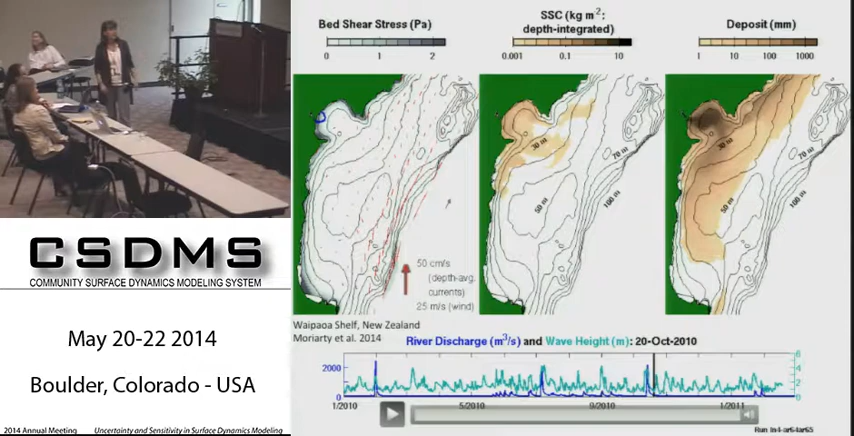 CSDMS
COMMUNITY SURFACE DYNAMICS MODELING SYSTEM
May 20-22 2014
Boulder, Colorado - USA
2014 Annual Meeting
Uncertainty and Sensitivity in Surface Dynamics Modeling
Bed Shear Stress (Pa)
0 1 2
SSC (kg m²;
depth-integrated)
0.001 0.1 10
Deposit (mm)
1 10 100 1000
50 cm/s
(depth-avg.
currents)
25 m/s (wind)
30 m
50 m
70 m
100 m
30 m
50 m
70 m
100 m
Waipaoa Shelf, New Zealand
Moriarty et al. 2014
River Discharge (m³/s) and Wave Height (m): 20-Oct-2010
2000
0
6
4
2
0
1/2010 5/2010 9/2010 1/2011